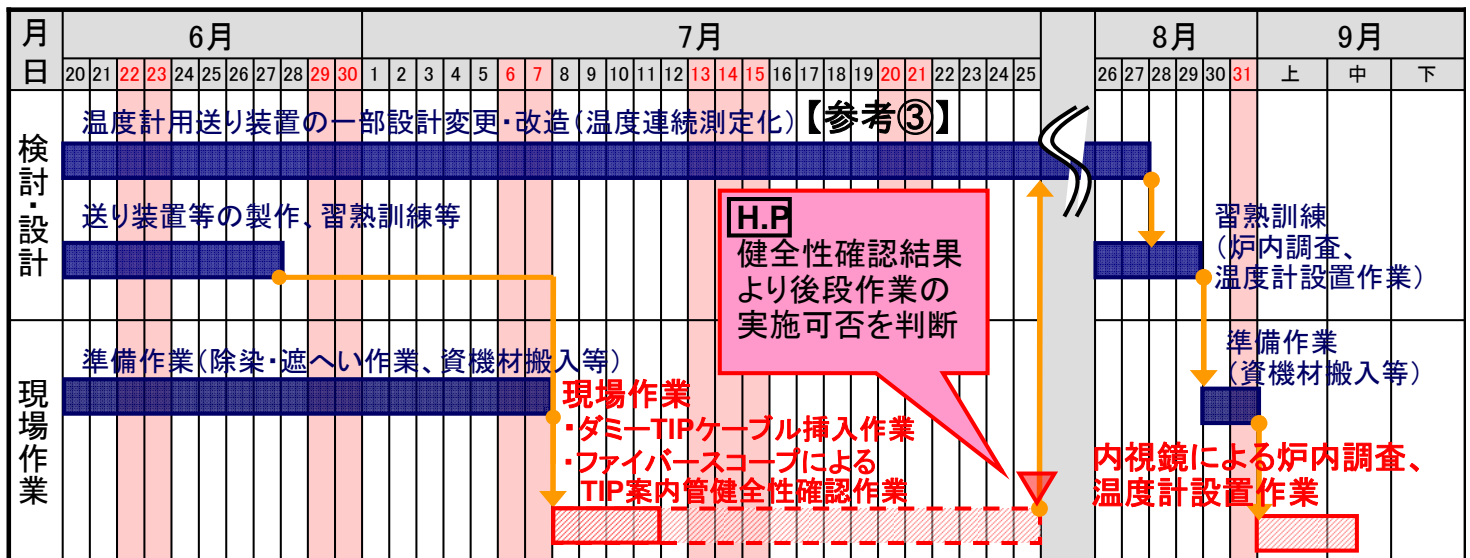 月 6月 7月 8月 9月
日 20 21 22 23 24 25 26 27 28 29 30 1 2 3 4 5 6 7 8 9 10 11 12 13 14 15 16 17 18 19 20 21 22 23 24 25 26 27 28 29 30 31 上 中 下
検討・設計
温度計用送り装置の一部設計変更・改造(温度連続測定化)【参考③】
送り装置等の製作、習熟訓練等
H.P
健全性確認結果
より後段作業の
実施可否を判断
習熟訓練
(炉内調査、
温度計設置作業)
現場作業
準備作業(除染・遮へい作業、資機材搬入等)
現場作業
・ダミーTIPケーブル挿入作業
・ファイバースコープによる
TIP案内管健全性確認作業
準備作業
(資機材搬入等)
内視鏡による炉内調査、
温度計設置作業